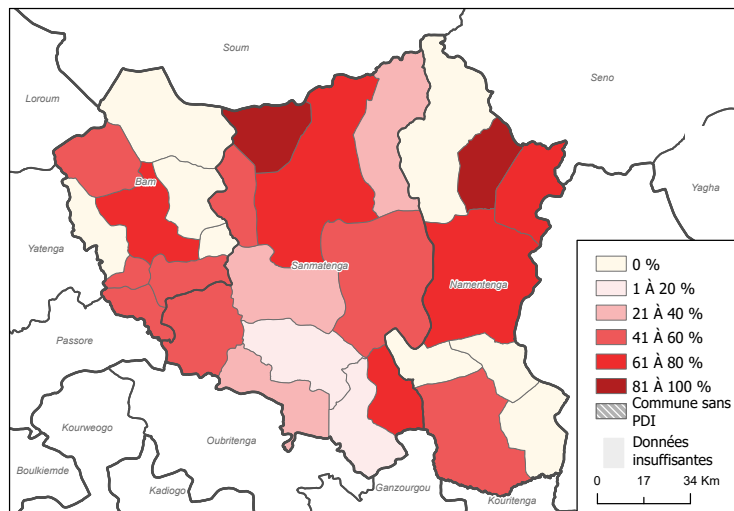 Soum
Seno
Loroum
Bam
Yagha
Yatenga
Sanmatenga
Namentenga
Passore
Kourweogo
Oubritenga
Boulkiemde
Kadiogo
Ganzourgou
Kouritenga
0 %
1 À 20 %
21 À 40 %
41 À 60 %
61 À 80 %
81 À 100 %
Commune sans
PDI
Données
insuffisantes
0 17 34 Km